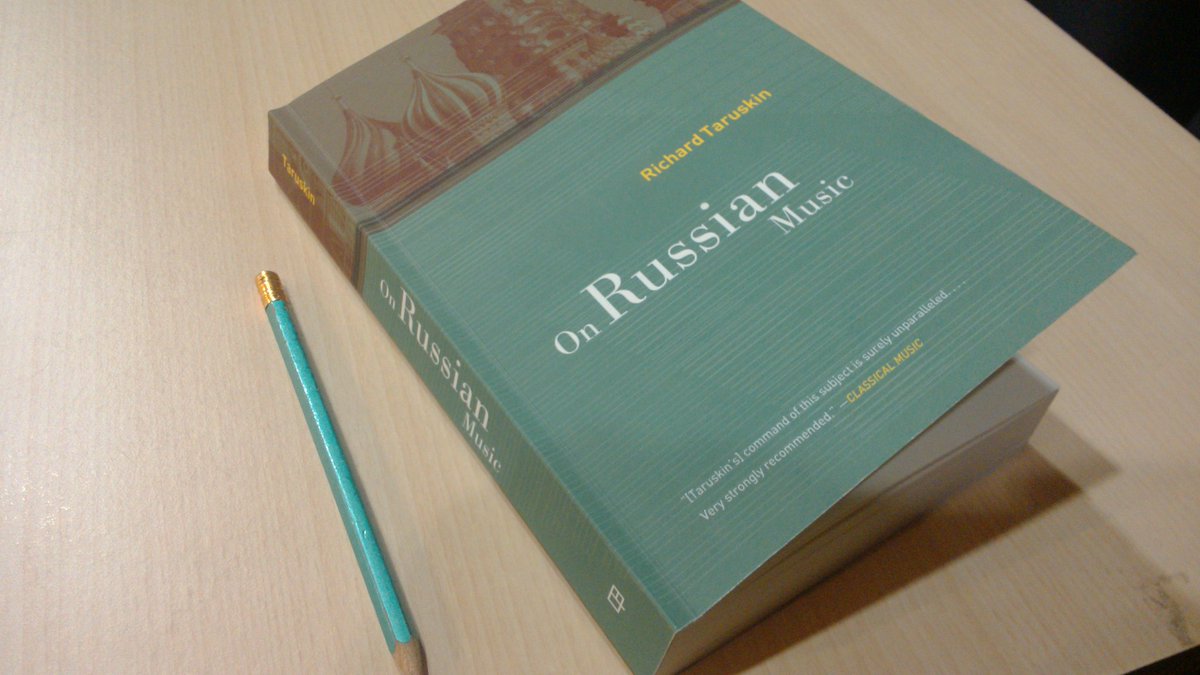 Richard Taruskin
On Russian
Music
"[Taruskin's] command of this subject is surely unparalleled. . . .
Very strongly recommended." —CLASSICAL MUSIC
Taruskin
On Russian
Music